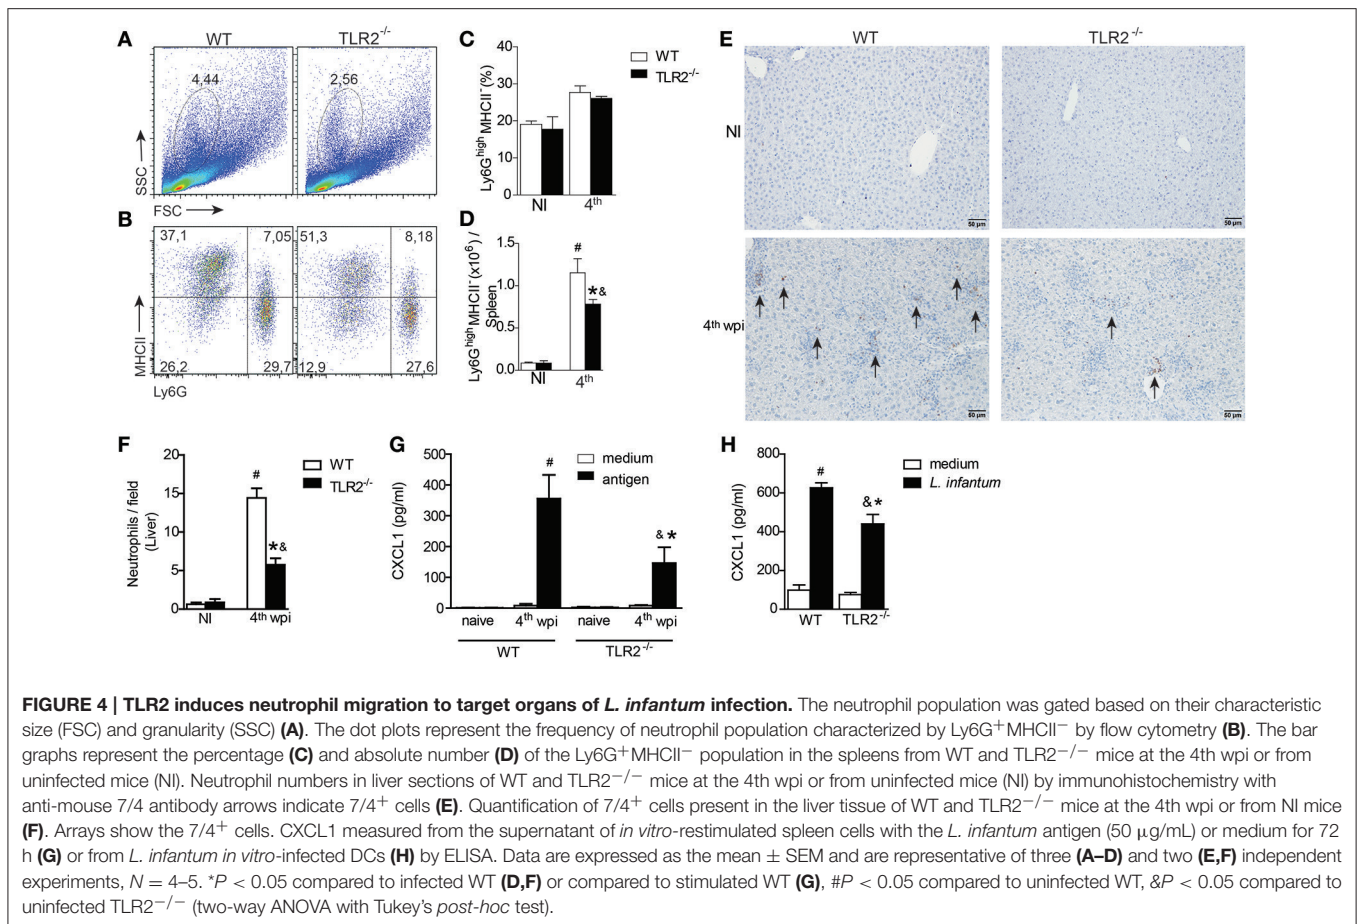 A
WT
TLR2-/-
4,44
2,56
SSC
FSC
B
37,1
7,05
51,3
8,18
26,2
29,7
12,9
27,6
MHCII
Ly6G
C
WT
TLR2-/-
40
30
20
10
0
Ly6Ghigh MHCII-(%)
NI
4th
D
#
*&
1.5
1.0
0.5
0.0
Ly6Ghigh MHCII-(x106) /
Spleen
NI
4th
E
WT
TLR2-/-
NI
50 µm
50 µm
4th wpi
50 µm
50 µm
F
WT
TLR2-/-
20
15
10
5
0
#
*&
Neutrophils / field
(Liver)
NI
4th wpi
G
medium
antigen
500
400
300
200
100
0
#
&*
CXCL1 (pg/ml)
naive
4th wpi
naive
4th wpi
WT
TLR2-/-
H
medium
L. infantum
800
600
400
200
0
#
&*
CXCL1 (pg/ml)
WT
TLR2-/-
FIGURE 4 | TLR2 induces neutrophil migration to target organs of L. infantum infection. The neutrophil population was gated based on their characteristic
size (FSC) and granularity (SSC) (A). The dot plots represent the frequency of neutrophil population characterized by Ly6G+MHCII− by flow cytometry (B). The bar
graphs represent the percentage (C) and absolute number (D) of the Ly6G+MHCII− population in the spleens from WT and TLR2−/− mice at the 4th wpi or from
uninfected mice (NI). Neutrophil numbers in liver sections of WT and TLR2−/− mice at the 4th wpi or from uninfected mice (NI) by immunohistochemistry with
anti-mouse 7/4 antibody arrows indicate 7/4+ cells (E). Quantification of 7/4+ cells present in the liver tissue of WT and TLR2−/− mice at the 4th wpi or from NI mice
(F). Arrays show the 7/4+ cells. CXCL1 measured from the supernatant of in vitro-restimulated spleen cells with the L. infantum antigen (50 µg/mL) or medium for 72
h (G) or from L. infantum in vitro-infected DCs (H) by ELISA. Data are expressed as the mean ± SEM and are representative of three (A–D) and two (E,F) independent
experiments, N = 4–5. *P < 0.05 compared to infected WT (D,F) or compared to stimulated WT (G), #P < 0.05 compared to uninfected WT, &P < 0.05 compared to
uninfected TLR2−/− (two-way ANOVA with Tukey's post-hoc test).